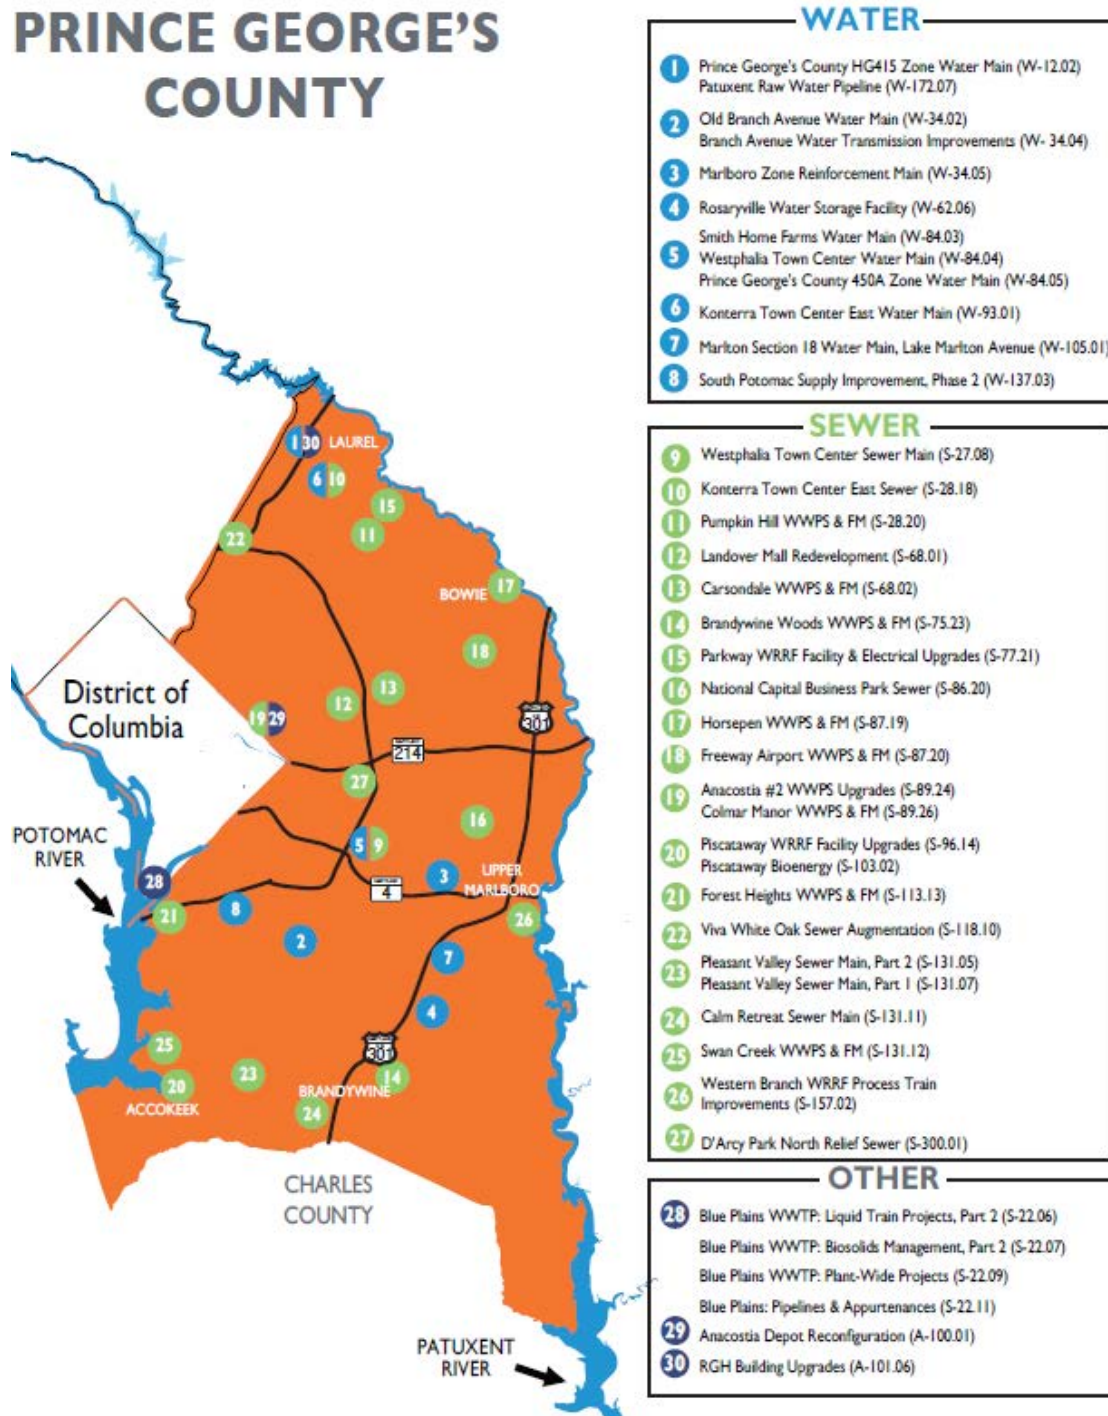 PRINCE GEORGE'S
COUNTY
WATER
1 Prince George's County HG415 Zone Water Main (W-12.02)
Patuxent Raw Water Pipeline (W-172.07)
2 Old Branch Avenue Water Main (W-34.02)
Branch Avenue Water Transmission Improvements (W- 34.04)
3 Marlboro Zone Reinforcement Main (W-34.05)
4 Rosaryville Water Storage Facility (W-62.06)
Smith Home Farms Water Main (W-84.03)
5 Westphalia Town Center Water Main (W-84.04)
Prince George's County 450A Zone Water Main (W-84.05)
6 Konterra Town Center East Water Main (W-93.01)
7 Marlton Section 18 Water Main, Lake Marlton Avenue (W-105.01)
8 South Potomac Supply Improvement, Phase 2 (W-137.03)
SEWER
9 Westphalia Town Center Sewer Main (S-27.08)
10 Konterra Town Center East Sewer (S-28.18)
11 Pumpkin Hill WWPS & FM (S-28.20)
12 Landover Mall Redevelopment (S-68.01)
13 Carsondale WWPS & FM (S-68.02)
14 Brandywine Woods WWPS & FM (S-75.23)
15 Parkway WRRF Facility & Electrical Upgrades (S-77.21)
16 National Capital Business Park Sewer (S-86.20)
17 Horsepen WWPS & FM (S-87.19)
18 Freeway Airport WWPS & FM (S-87.20)
19 Anacostia #2 WWPS Upgrades (S-89.24)
Colmar Manor WWPS & FM (S-89.26)
20 Piscataway WRRF Facility Upgrades (S-96.14)
Piscataway Bioenergy (S-103.02)
21 Forest Heights WWPS & FM (S-113.13)
22 Viva White Oak Sewer Augmentation (S-118.10)
23 Pleasant Valley Sewer Main, Part 2 (S-131.05)
Pleasant Valley Sewer Main, Part 1 (S-131.07)
24 Calm Retreat Sewer Main (S-131.11)
25 Swan Creek WWPS & FM (S-131.12)
26 Western Branch WRRF Process Train
Improvements (S-157.02)
27 D'Arcy Park North Relief Sewer (S-300.01)
OTHER
28 Blue Plains WWTP: Liquid Train Projects, Part 2 (S-22.06)
Blue Plains WWTP: Biosolids Management, Part 2 (S-22.07)
Blue Plains WWTP: Plant-Wide Projects (S-22.09)
Blue Plains: Pipelines & Appurtenances (S-22.11)
29 Anacostia Depot Reconfiguration (A-100.01)
30 RGH Building Upgrades (A-101.06)
1 30 LAUREL
6 10
15
11
22
BOWIE 17
18
District of
Columbia
13
12
19 29
301
214
27
16
POTOMAC
RIVER
5 9
UPPER
MARLBORO
3
4
28
21
8
26
2
7
4
301
25
23
20
14
BRANDYWINE
ACCOKEEK
24
CHARLES
COUNTY
PATUXENT
RIVER